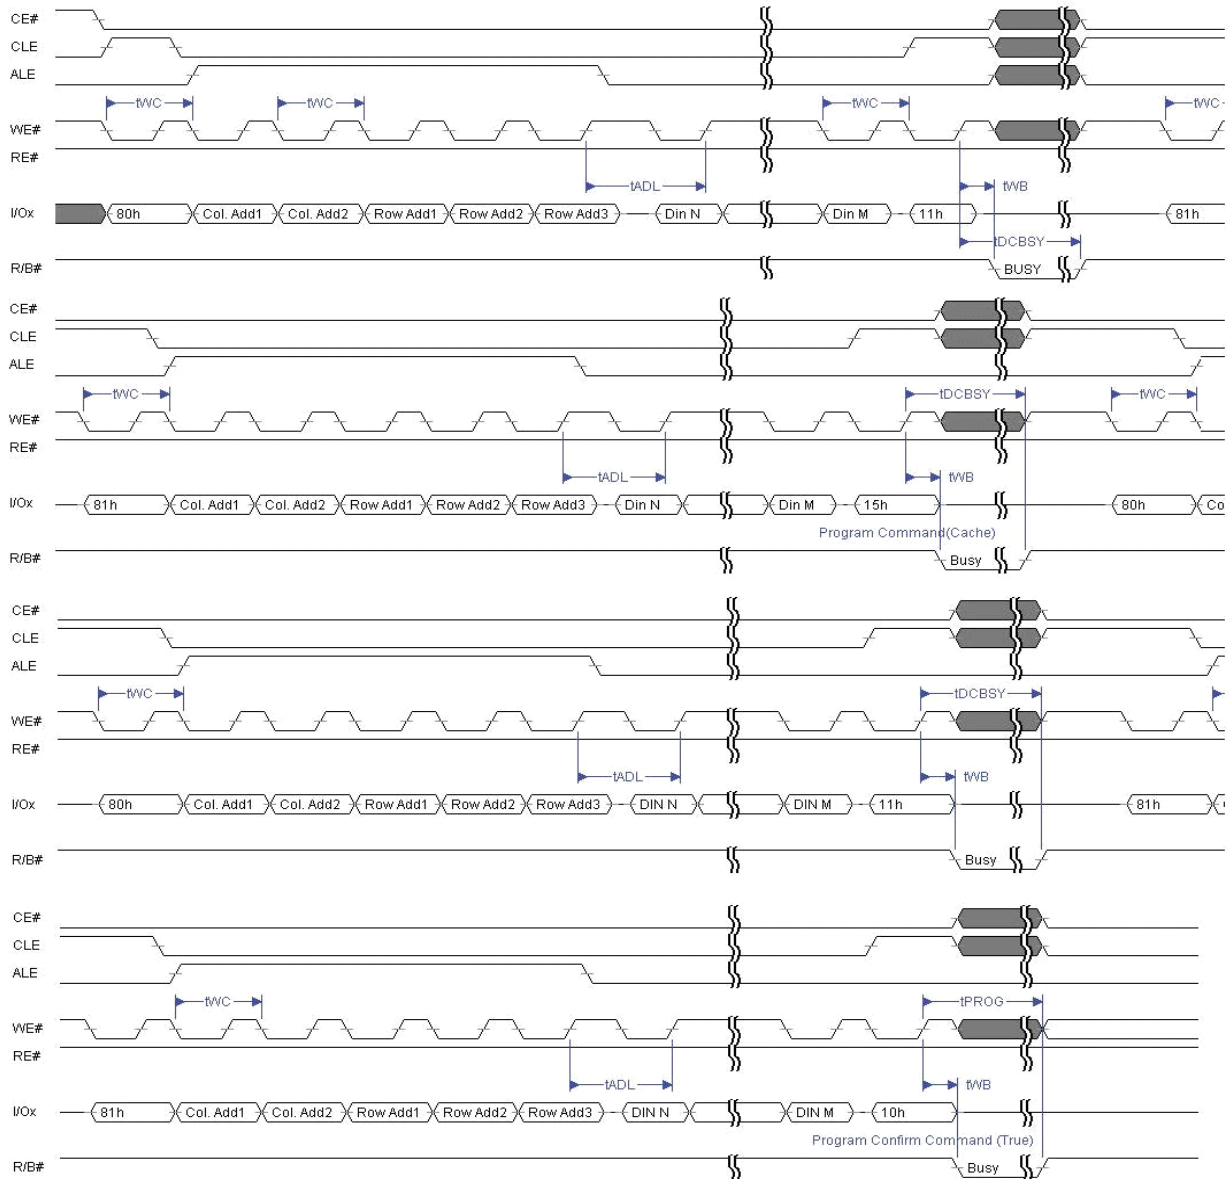 CE#
CLE
ALE
tWC tWC tWC tWC
WE#
RE#
tADL tWB
I/Ox 80h Col. Add1 Col. Add2 Row Add1 Row Add2 Row Add3 Din N Din M 11h 81h
tDCBSY
R/B# BUSY
CE#
CLE
ALE
tWC tDCBSY tWC
WE#
RE#
tADL tWB
I/Ox 81h Col. Add1 Col. Add2 Row Add1 Row Add2 Row Add3 Din N Din M 15h 80h Co
Program Command(Cache)
R/B# Busy
CE#
CLE
ALE
tWC tDCBSY
WE#
RE#
tADL tWB
I/Ox 80h Col. Add1 Col. Add2 Row Add1 Row Add2 Row Add3 DIN N DIN M 11h 81h
R/B# Busy
CE#
CLE
ALE
tWC tPROG
WE#
RE#
tADL tWB
I/Ox 81h Col. Add1 Col. Add2 Row Add1 Row Add2 Row Add3 DIN N DIN M 10h
Program Confirm Command (True)
R/B# Busy